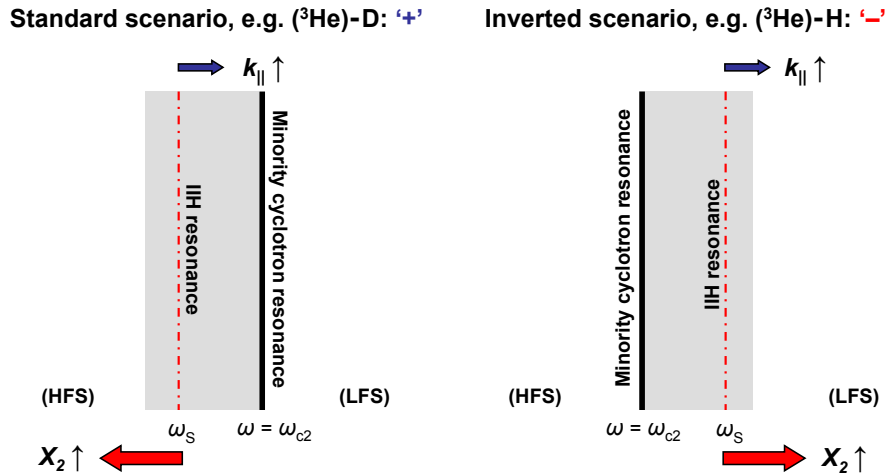 Standard scenario, e.g. (³He)-D: ‘+’
k|| ↑
IIH resonance
Minority cyclotron resonance
(HFS)
(LFS)
ωS
ω = ωc2
X2 ↑
Inverted scenario, e.g. (³He)-H: ‘–’
k|| ↑
Minority cyclotron resonance
IIH resonance
(HFS)
(LFS)
ω = ωc2
ωS
X2 ↑